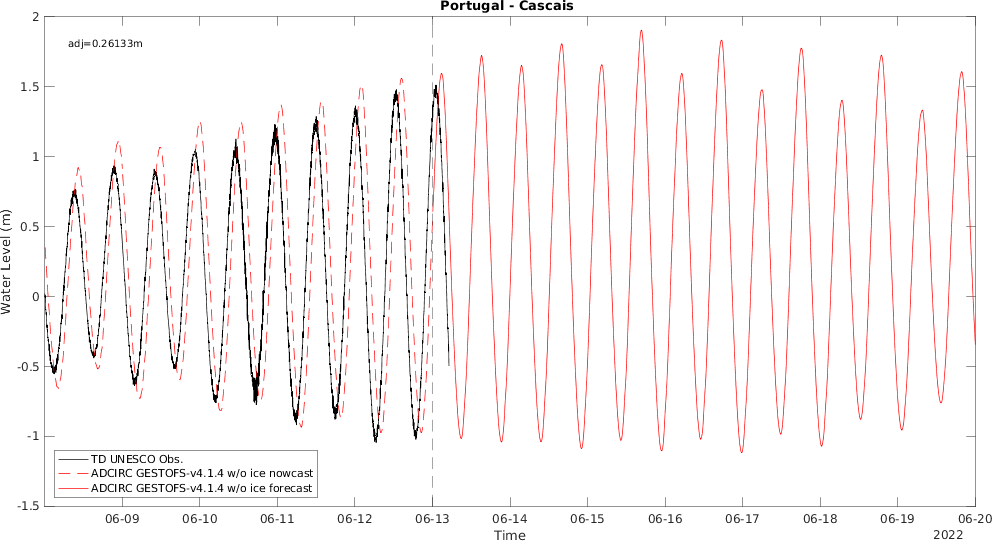 Portugal - Cascais
adj=0.26133m
Water Level (m)
2
1.5
1
0.5
0
-0.5
-1
-1.5
TD UNESCO Obs.
ADCIRC GESTOFS-v4.1.4 w/o ice nowcast
ADCIRC GESTOFS-v4.1.4 w/o ice forecast
06-09 06-10 06-11 06-12 06-13 06-14 06-15 06-16 06-17 06-18 06-19 06-20
Time
2022